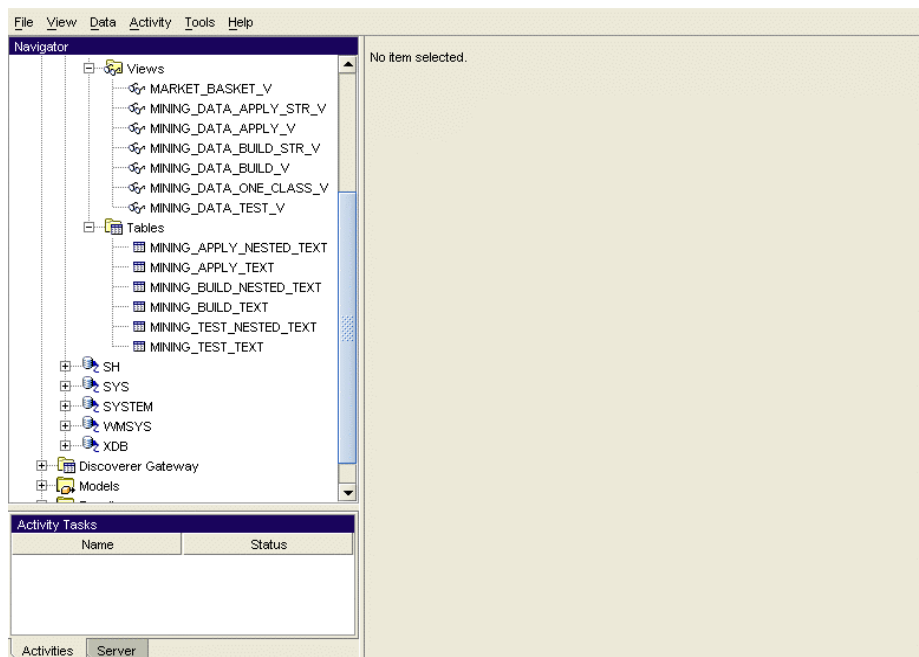 File View Data Activity Tools Help
Navigator
Views
MARKET_BASKET_V
MINING_DATA_APPLY_STR_V
MINING_DATA_APPLY_V
MINING_DATA_BUILD_STR_V
MINING_DATA_BUILD_V
MINING_DATA_ONE_CLASS_V
MINING_DATA_TEST_V
Tables
MINING_APPLY_NESTED_TEXT
MINING_APPLY_TEXT
MINING_BUILD_NESTED_TEXT
MINING_BUILD_TEXT
MINING_TEST_NESTED_TEXT
MINING_TEST_TEXT
SH
SYS
SYSTEM
WMSYS
XDB
Discoverer Gateway
Models
No item selected.
Activity Tasks
Name Status
Activities Server